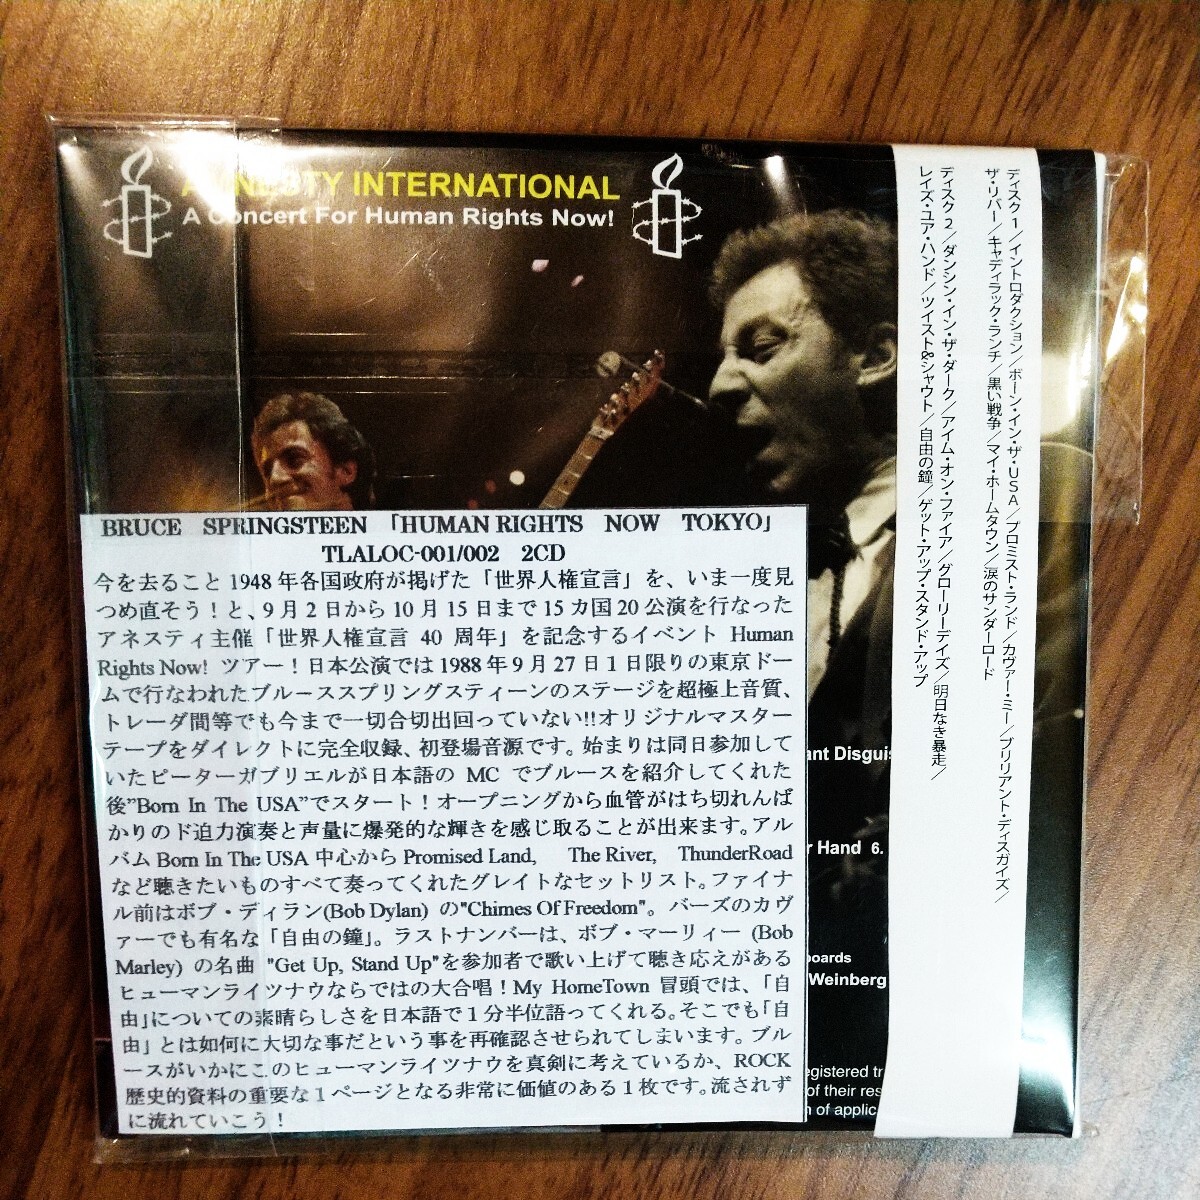 AMNESTY INTERNATIONAL
A Concert For Human Rights Now!
ディスク1／イントロダクション／ボーン・イン・ザ・USA／プロミスト・ランド／カヴァー・ミー／ブリリアント・ディスガイズ／
ザ・リバー／キャディラック・ランチ／黒い戦争／マイ・ホームタウン／涙のサンダーロード
ディスク2／ダンシン・イン・ザ・ダーク／アイム・オン・ファイア／グローリーデイズ／明日なき暴走／
レイズ・ユア・ハンド／ツイスト&シャウト／自由の鐘／ゲット・アップ・スタンド・アップ
BRUCE SPRINGSTEEN 「HUMAN RIGHTS NOW TOKYO」
TLALOC-001/002 2CD
今を去ること1948年各国政府が掲げた「世界人権宣言」を、いま一度見
つめ直そう！と、9月2日から10月15日まで15カ国20公演を行なった
アネスティ主催「世界人権宣言 40 周年」を記念するイベント Human
Rights Now! ツアー！日本公演では1988年9月27日1日限りの東京ドー
ムで行なわれたブルーススプリングスティーンのステージを超極上音質、
トレーダ間等でも今まで一切合切出回っていない!!オリジナルマスター
テープをダイレクトに完全収録、初登場音源です。始まりは同日参加して
いたピーターガブリエルが日本語の MC でブルースを紹介してくれた
後”Born In The USA”でスタート！オープニングから血管がはち切れんば
かりのド迫力演奏と声量に爆発的な輝きを感じ取ることが出来ます。アル
バム Born In The USA 中心から Promised Land, The River, ThunderRoad
など聴きたいものすべて奏ってくれたグレイトなセットリスト。ファイナ
ル前はボブ・ディラン(Bob Dylan) の"Chimes Of Freedom"。バーズのカヴ
ァーでも有名な「自由の鐘」。ラストナンバーは、ボブ・マーリィー (Bob
Marley) の名曲 "Get Up, Stand Up"を参加者で歌い上げて聴き応えがある
ヒューマンライツナウならではの大合唱！My HomeTown 冒頭では、「自
由」についての素晴らしさを日本語で1分半位語ってくれる。そこでも「自
由」とは如何に大切な事だという事を再確認させられてしまいます。ブル
ースがいかにこのヒューマンライツナウを真剣に考えているか、ROCK
歴史的資料の重要な1ページとなる非常に価値のある1枚です。流されず
に流れていこう！
ant Disguis
r Hand 6.
boards
Weinberg
egistered tr
of their res
n of applic